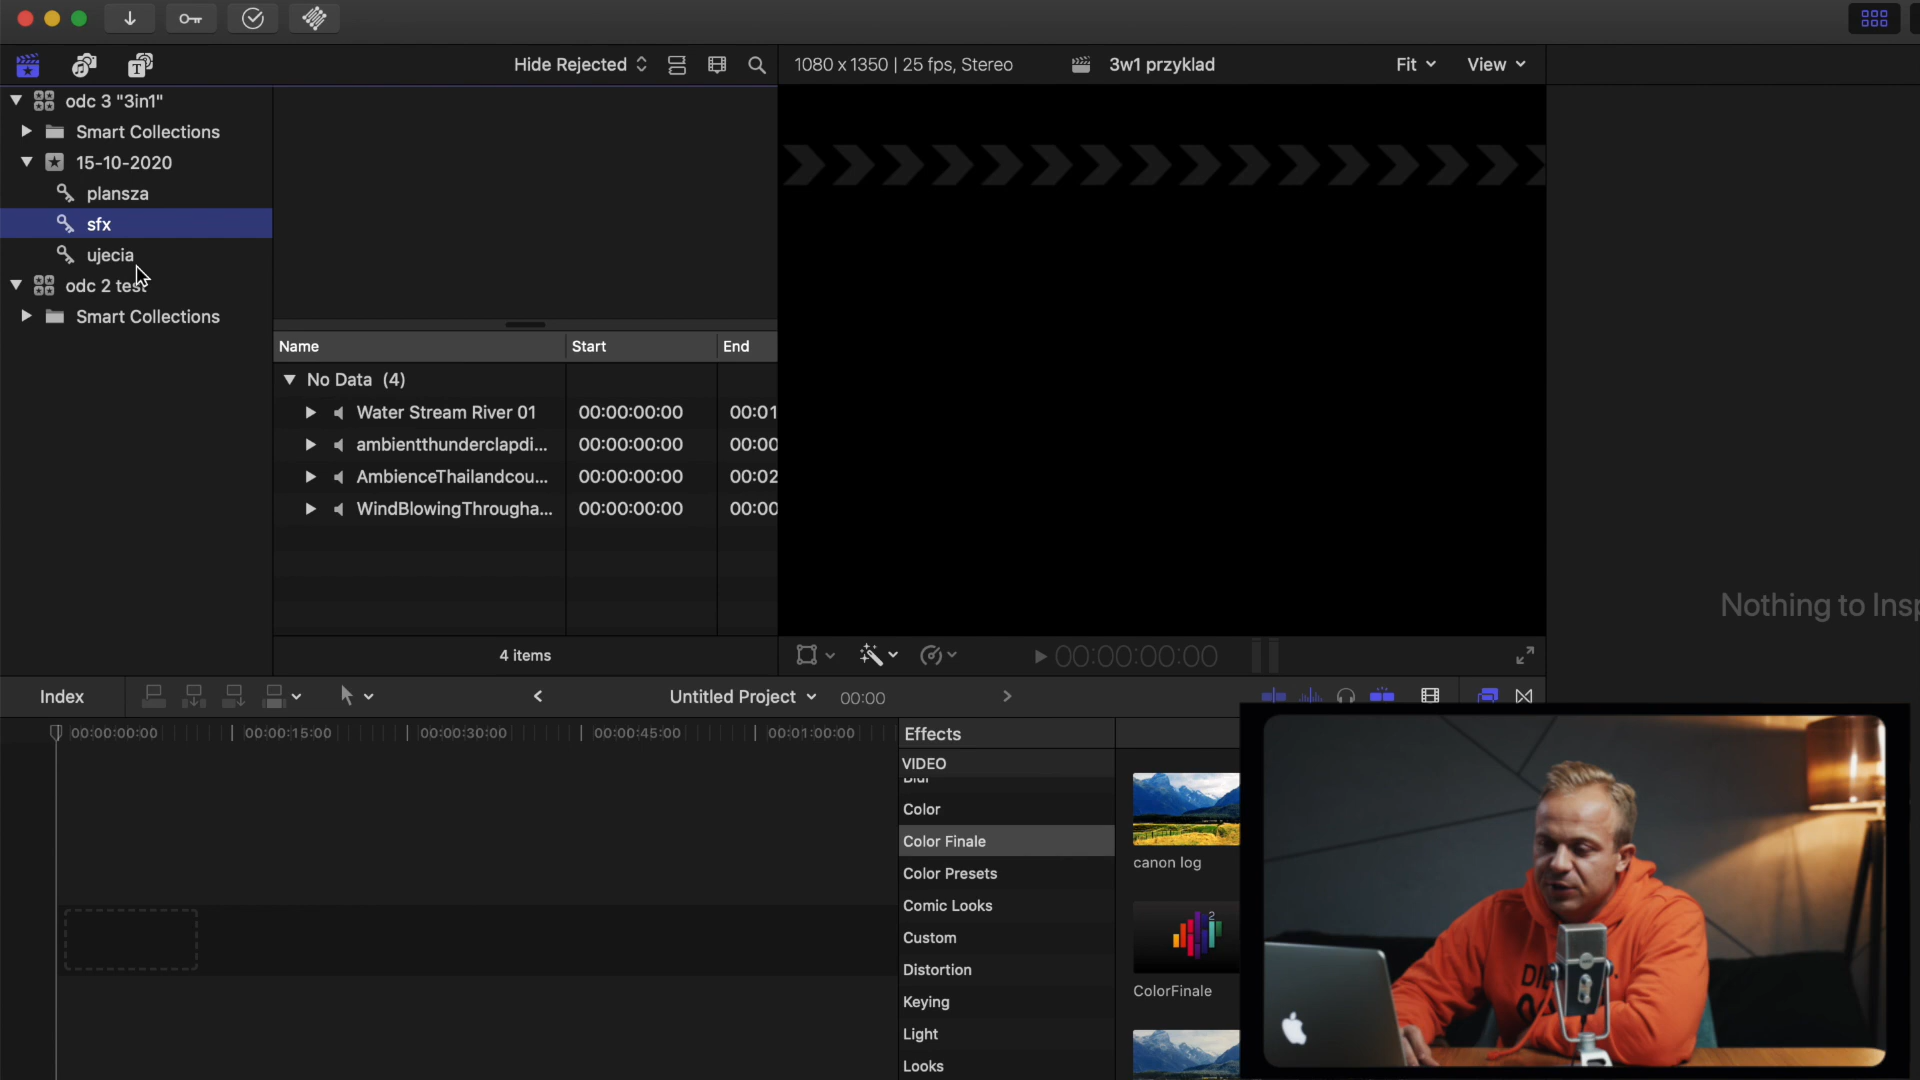 Hide Rejected
1080 x 1350 | 25 fps, Stereo
3w1 przyklad
Fit
View
odc 3 "3in1"
Smart Collections
15-10-2020
plansza
sfx
ujecia
odc 2 test
Smart Collections
Name Start End
No Data (4)
Water Stream River 01 00:00:00:00 00:01
ambientthunderclapdi... 00:00:00:00 00:00
AmbienceThailandcou... 00:00:00:00 00:02
WindBlowingThrougha... 00:00:00:00 00:00
4 items
Nothing to Insp
00:00:00:00
Index
Untitled Project
00:00
00:00:00:00 00:00:15:00 00:00:30:00 00:00:45:00 00:01:00:00
Effects
VIDEO
Blur
Color
Color Finale
Color Presets
Comic Looks
Custom
Distortion
Keying
Light
Looks
canon log
2
ColorFinale